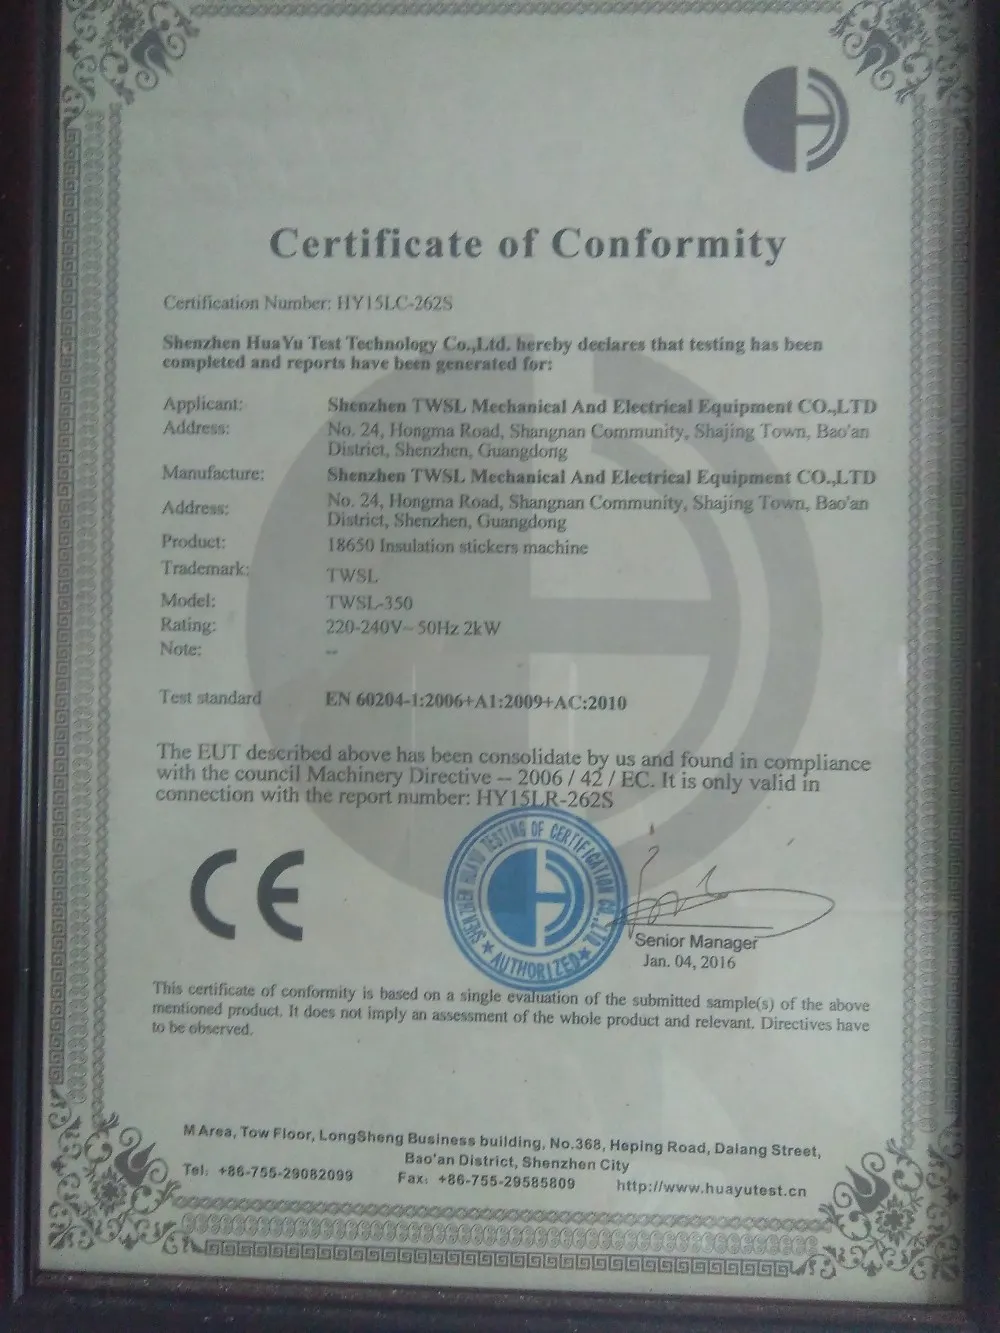 Certificate of Conformity
Certification Number: HY15LC-262S
Shenzhen HuaYu Test Technology Co.,Ltd. hereby declares that testing has been
completed and reports have been generated for:
Applicant: Shenzhen TWSL Mechanical And Electrical Equipment CO.,LTD
Address: No. 24, Hongma Road, Shangnan Community, Shajing Town, Bao'an
District, Shenzhen, Guangdong
Manufacture: Shenzhen TWSL Mechanical And Electrical Equipment CO.,LTD
Address: No. 24, Hongma Road, Shangnan Community, Shajing Town, Bao'an
District, Shenzhen, Guangdong
Product: 18650 Insulation stickers machine
Trademark: TWSL
Model: TWSL-350
Rating: 220-240V~ 50Hz 2kW
Note: --
Test standard EN 60204-1:2006+A1:2009+AC:2010
The EUT described above has been consolidate by us and found in compliance
with the council Machinery Directive -- 2006 / 42 / EC. It is only valid in
connection with the report number: HY15LR-262S
CE
SHENZHEN HUAYU TESTING OF CERTIFICATION CO.,LTD
★ AUTHORIZED ★
Senior Manager
Jan. 04, 2016
This certificate of conformity is based on a single evaluation of the submitted sample(s) of the above
mentioned product. It does not imply an assessment of the whole product and relevant. Directives have
to be observed.
M Area, Tow Floor, LongSheng Business building, No.368, Heping Road, Dalang Street,
Bao'an District, Shenzhen City
Tel: +86-755-29082099 Fax: +86-755-29585809 http://www.huayutest.cn